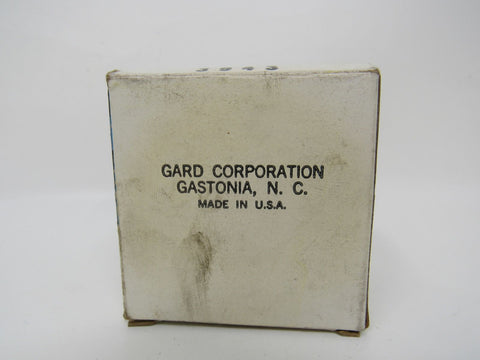 GARD CORPORATION
GASTONIA, N. C.
MADE IN U.S.A.